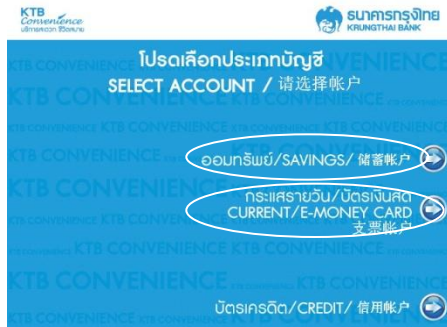 KTB
Convenience
บริการสะดวก ชีวิตสบาย
ธนาคารกรุงไทย
KRUNGTHAI BANK
โปรดเลือกประเภทบัญชี
SELECT ACCOUNT / 请选择帐户
ออมทรัพย์/SAVINGS/ 储蓄帐户
กระแสรายวัน/บัตรเงินสด
CURRENT/E-MONEY CARD
支票帐户
บัตรเครดิต/CREDIT/ 信用帐户